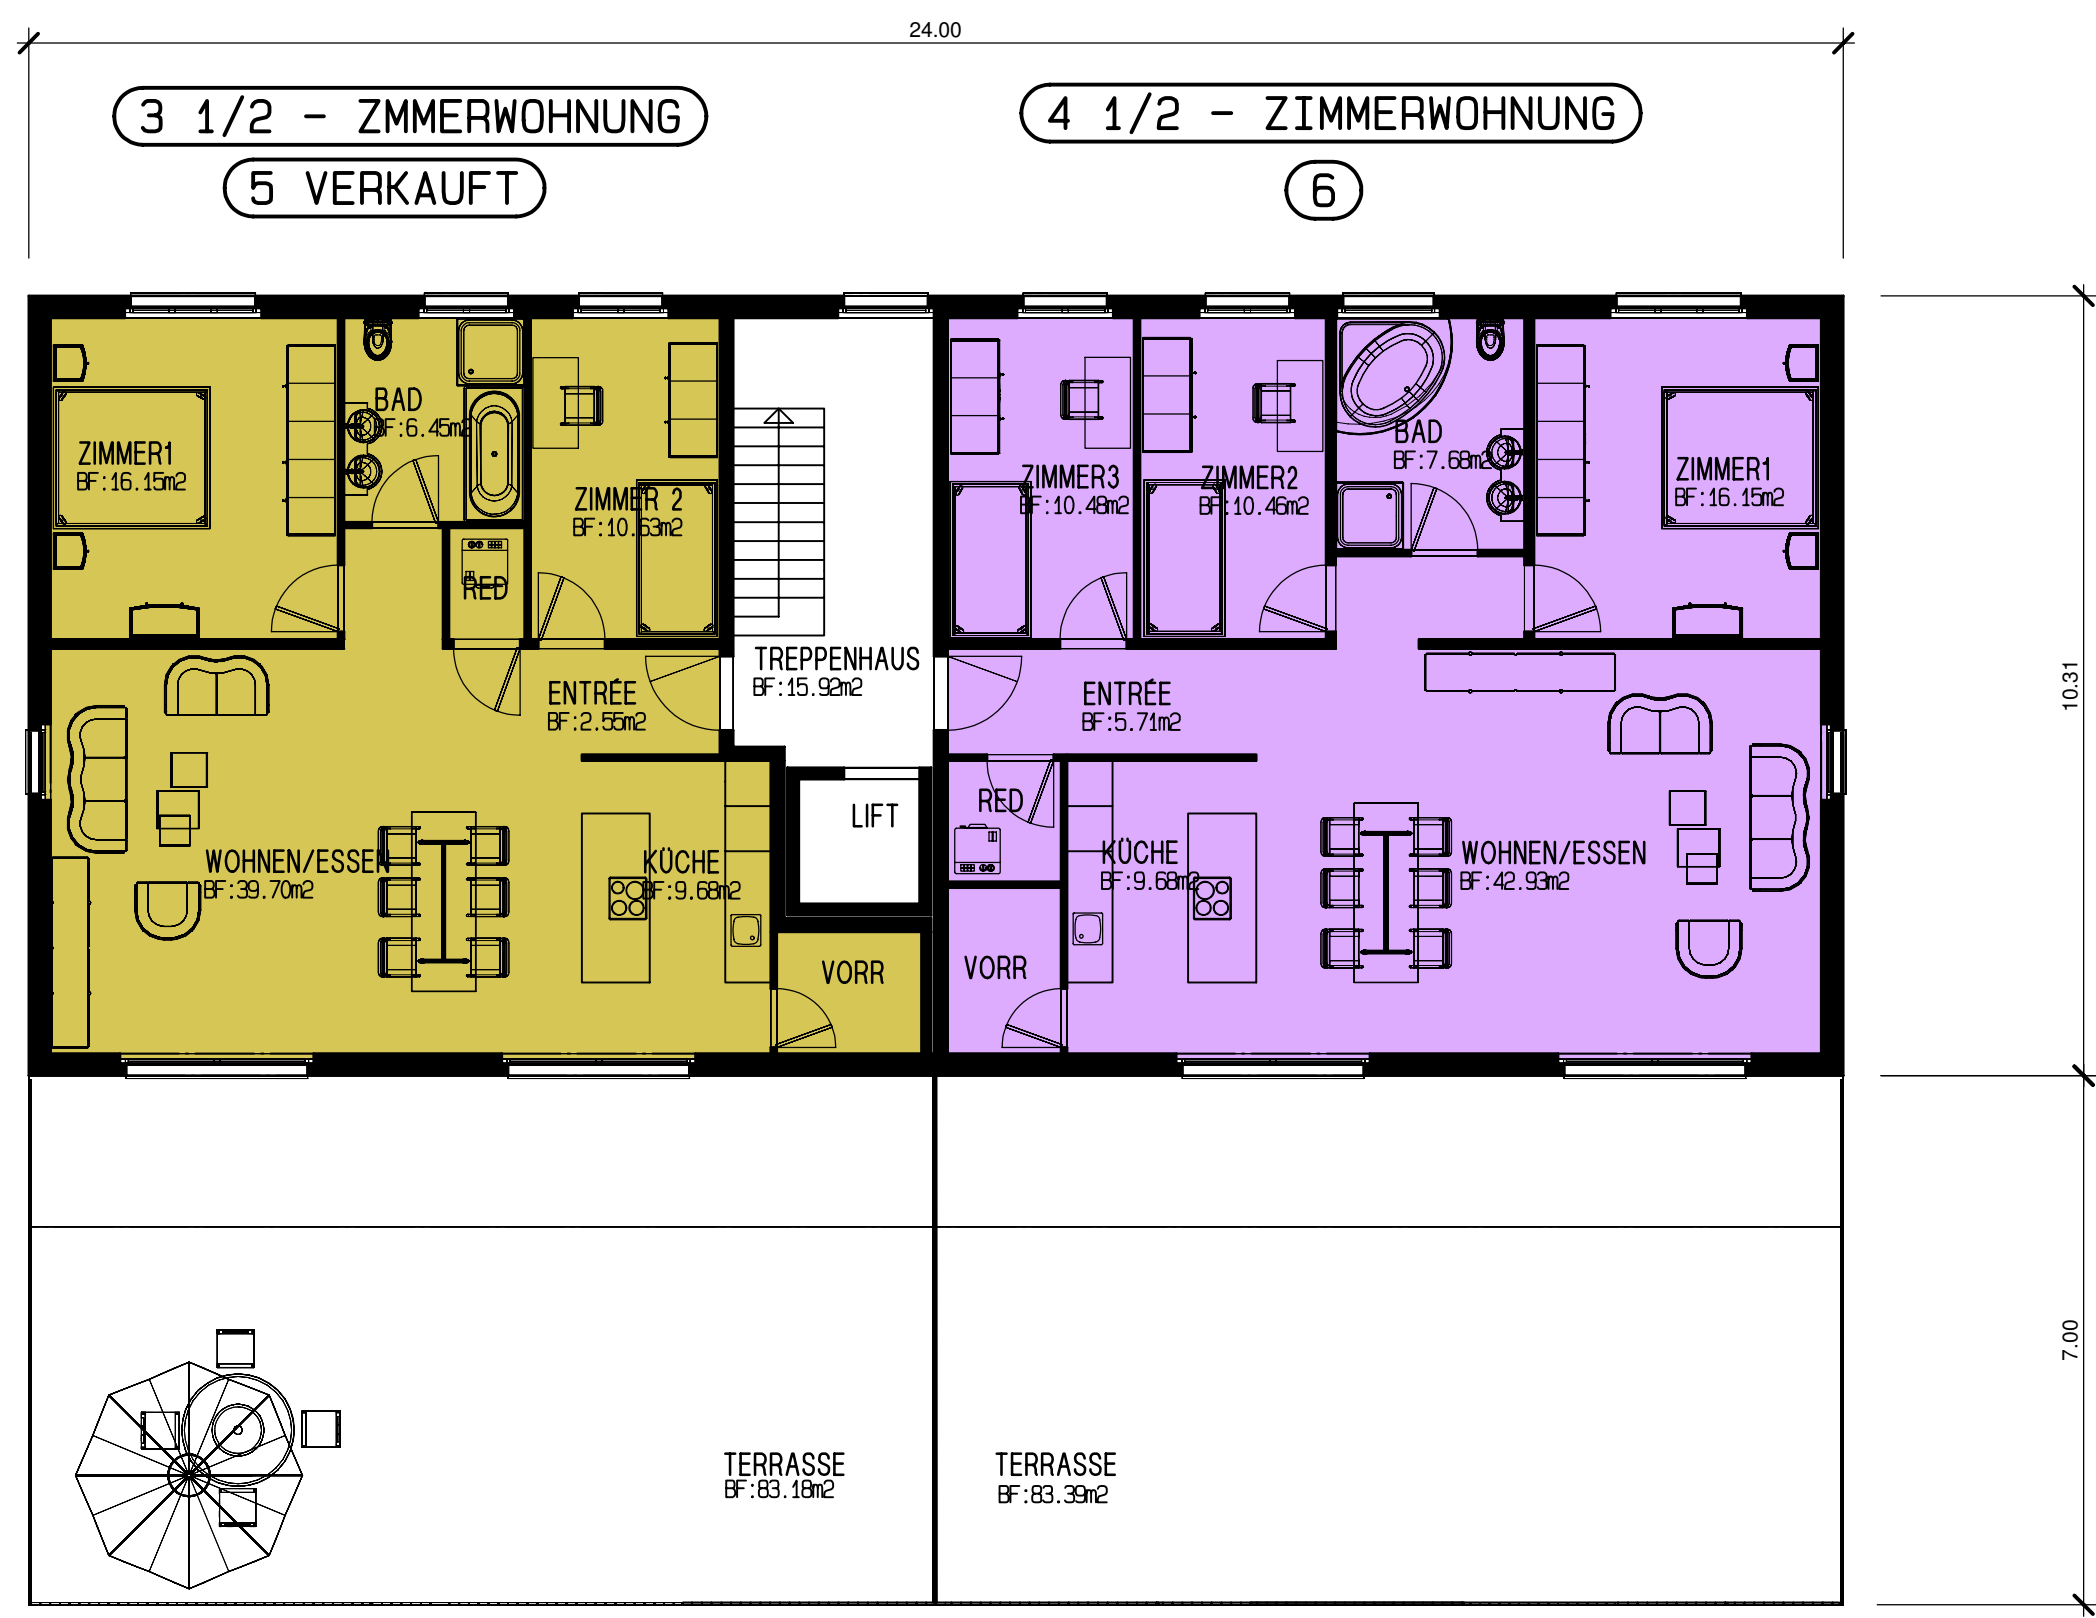 24.00
3 1/2 - ZMMERWOHNUNG
4 1/2 - ZIMMERWOHNUNG
5 VERKAUFT
6
ZIMMER1
BF:16.15m2
BAD
BF:6.45m2
ZIMMER 2
BF:10.63m2
RED
ZIMMER3
BF:10.48m2
ZIMMER2
BF:10.46m2
BAD
BF:7.68m2
ZIMMER1
BF:16.15m2
TREPPENHAUS
BF:15.92m2
ENTRÉE
BF:2.55m2
ENTRÉE
BF:5.71m2
10.31
LIFT
RED
WOHNEN/ESSEN
BF:39.70m2
KÜCHE
BF:9.68m2
KÜCHE
BF:9.68m2
WOHNEN/ESSEN
BF:42.93m2
VORR
VORR
7.00
TERRASSE
BF:83.18m2
TERRASSE
BF:83.39m2